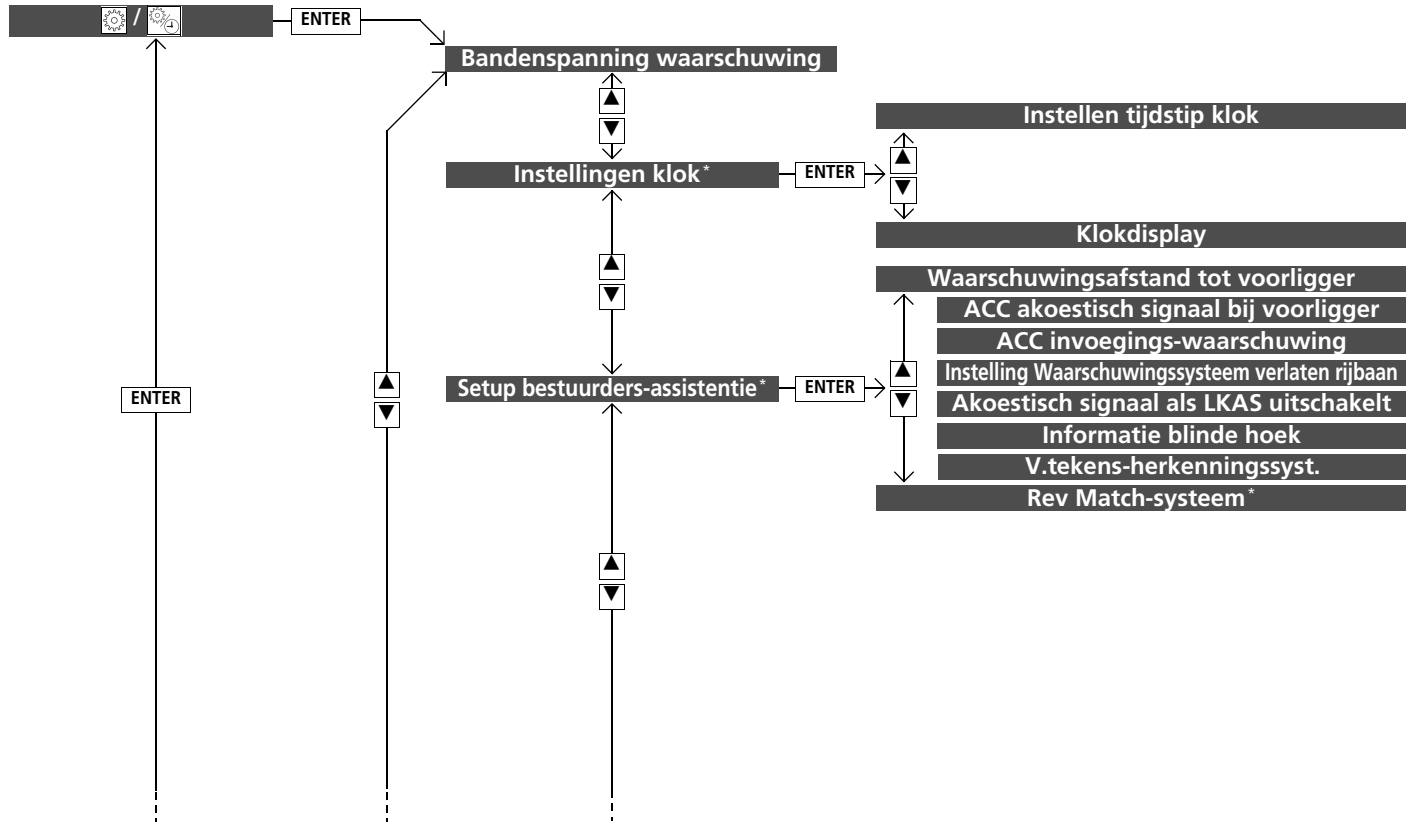 /
ENTER
Bandenspanning waarschuwing
▲
▼
Instellen tijdstip klok
Instellingen klok*
ENTER
▲
▼
Klokdisplay
▲
▼
Waarschuwingsafstand tot voorligger
ACC akoestisch signaal bij voorligger
ACC invoegings-waarschuwing
Instelling Waarschuwingssysteem verlaten rijbaan
Akoestisch signaal als LKAS uitschakelt
Informatie blinde hoek
V.tekens-herkenningssyst.
Rev Match-systeem*
ENTER
▲
▼
Setup bestuurders-assistentie*
ENTER
▲
▼
▲
▼